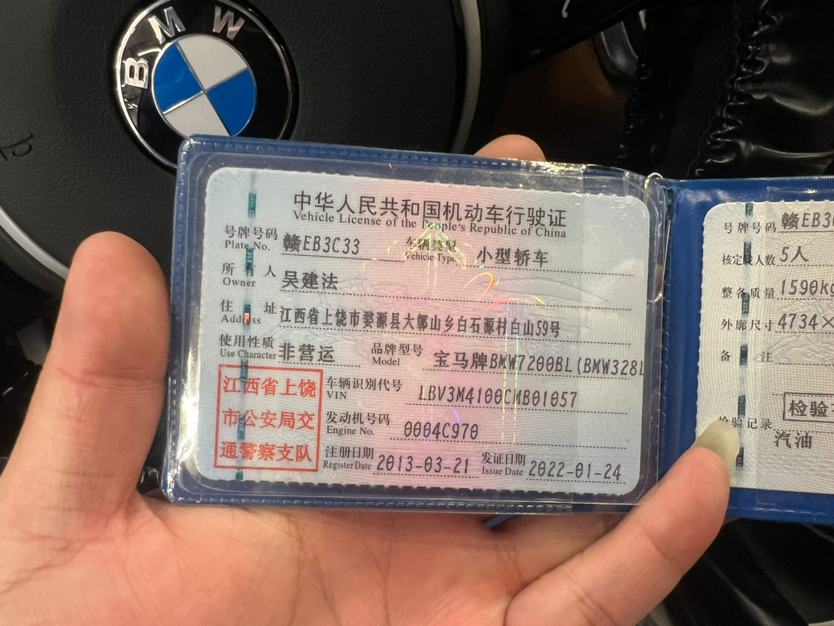 BMW
中华人民共和国机动车行驶证
Vehicle License of the People's Republic of China
号牌号码 赣EB3C33 车辆类型 小型轿车
Plate No. Vehicle Type
所有人 吴建法
Owner
住址 江西省上饶市婺源县大鄣山乡白石源村白山59号
Address
使用性质 非营运 品牌型号 宝马牌BMW7200BL(BMW328L
Use Character Model
江西省上饶
市公安局交
通警察支队
车辆识别代号 LBV3M4100CMB01057
VIN
发动机号码 0004C970
Engine No.
注册日期 2013-03-21 发证日期 2022-01-24
Register Date Issue Date
号牌号码 赣EB3
核定载人数 5人
整备质量 1590kg
外廓尺寸 4734×
备注
检验
检验记录
汽油